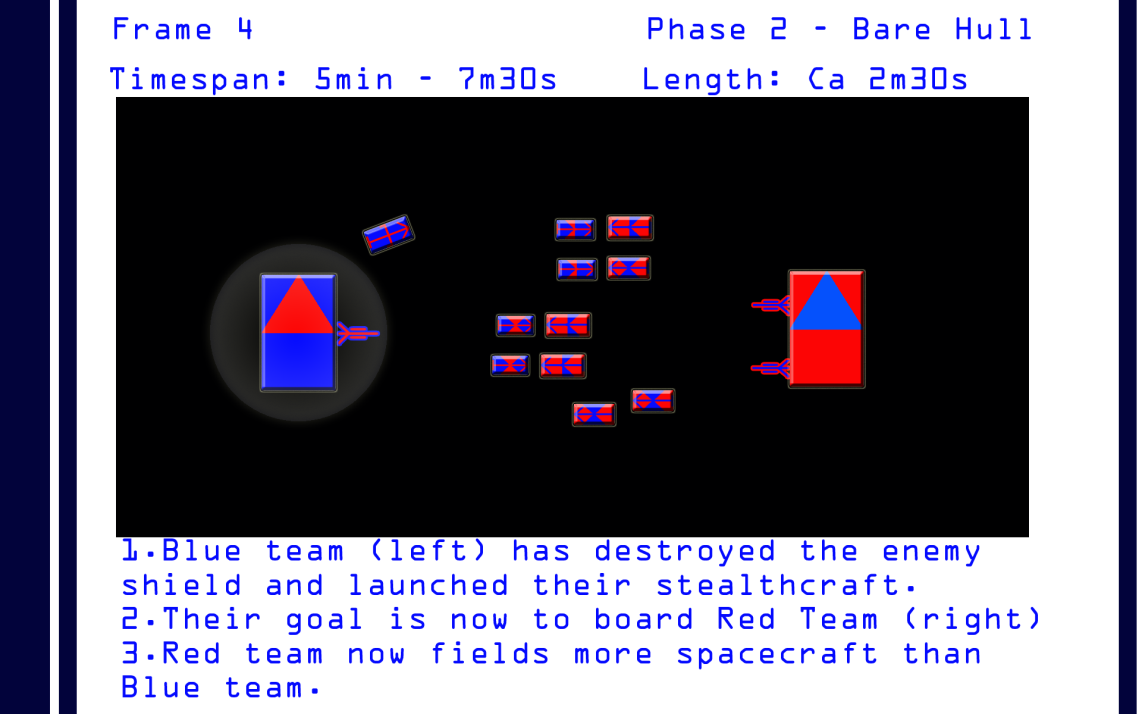 Frame 4
Phase 2 - Bare Hull
Timespan: 5min - 7m30s
Length: Ca 2m30s
1.Blue team (left) has destroyed the enemy
shield and launched their stealthcraft.
2.Their goal is now to board Red Team (right)
3.Red team now fields more spacecraft than
Blue team.